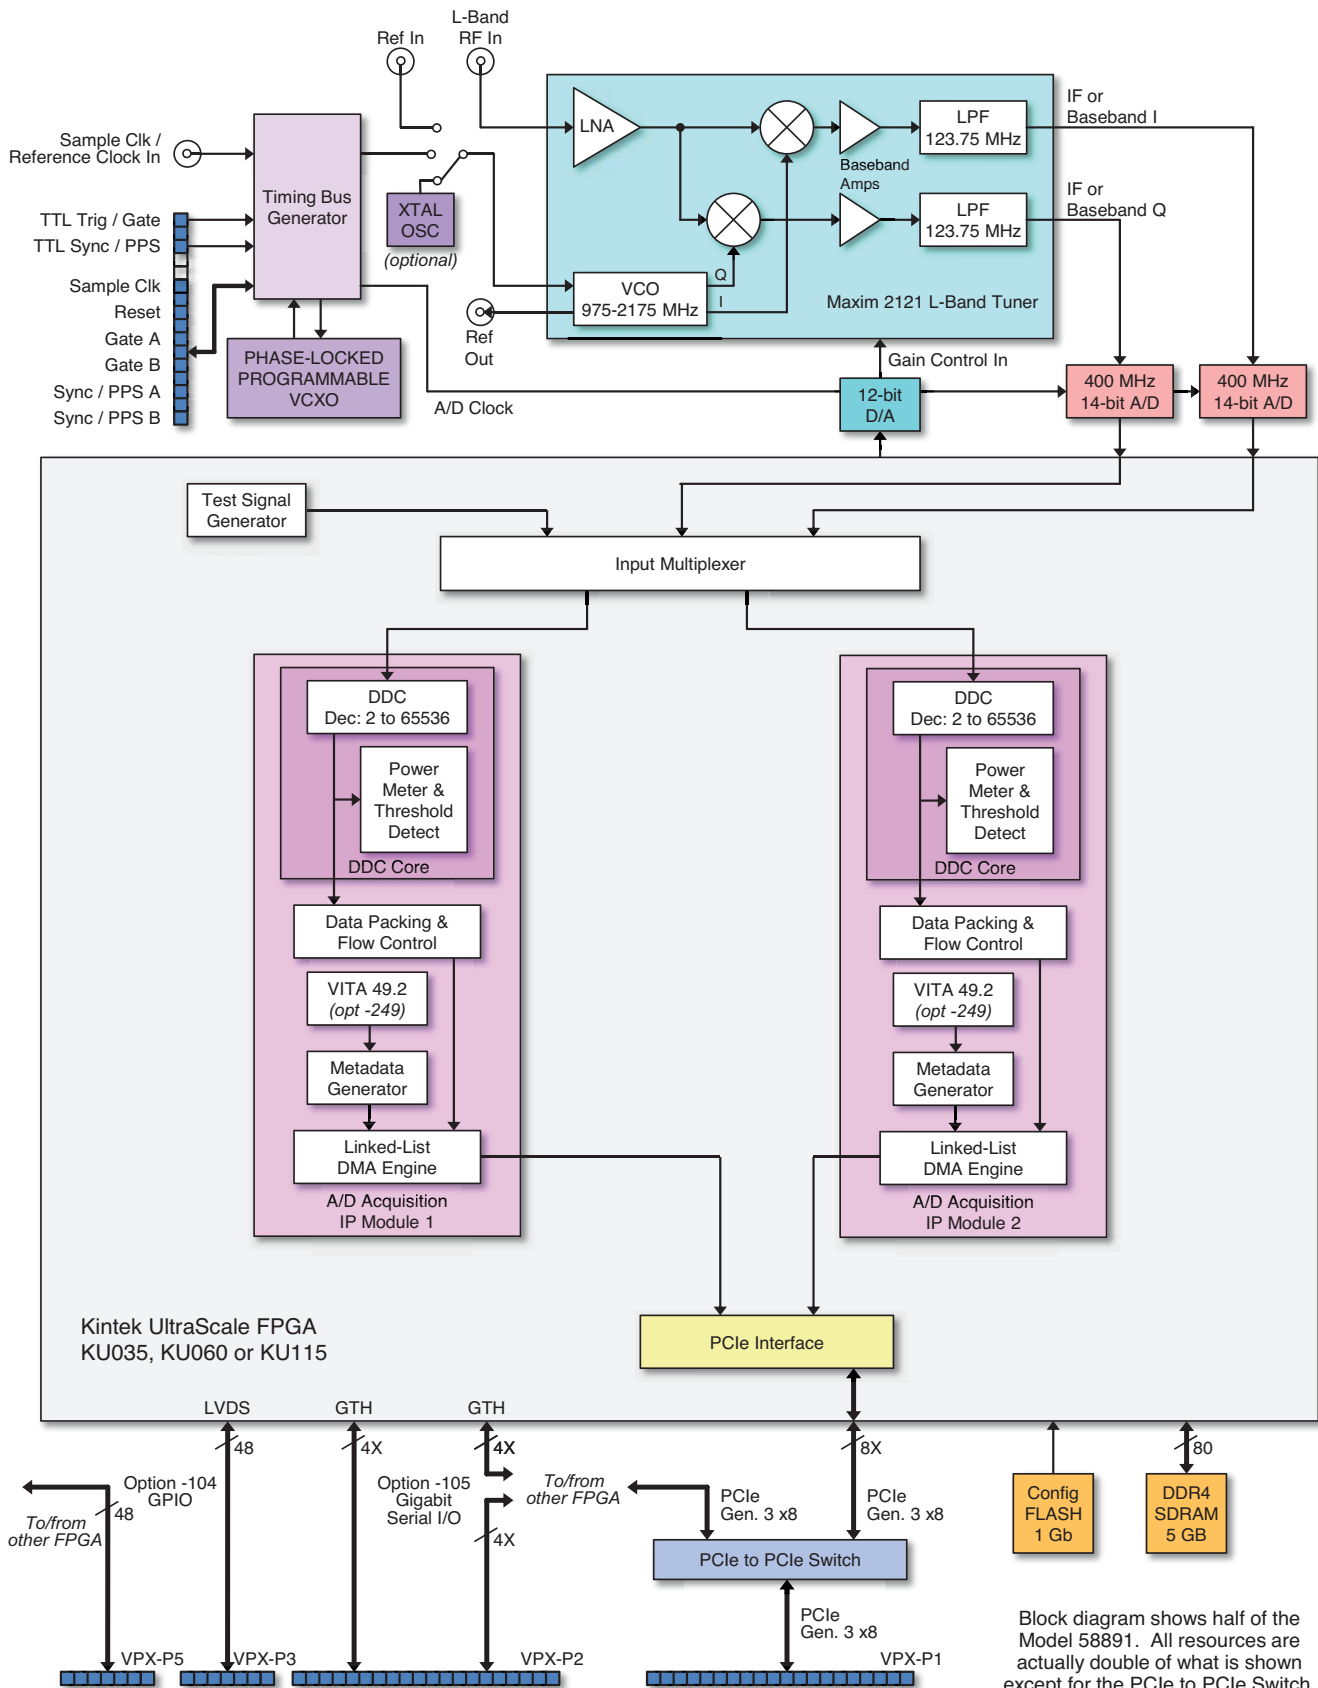 Ref In
L-Band
RF In
Sample Clk /
Reference Clock In
Timing Bus
Generator
XTAL
OSC
(optional)
TTL Trig / Gate
TTL Sync / PPS
Sample Clk
Reset
Gate A
Gate B
Sync / PPS A
Sync / PPS B
PHASE-LOCKED
PROGRAMMABLE
VCXO
A/D Clock
Ref
Out
LNA
Baseband
Amps
LPF
123.75 MHz
LPF
123.75 MHz
VCO
975-2175 MHz
Q
I
Maxim 2121 L-Band Tuner
IF or
Baseband I
IF or
Baseband Q
Gain Control In
12-bit
D/A
400 MHz
14-bit A/D
400 MHz
14-bit A/D
Test Signal
Generator
Input Multiplexer
DDC
Dec: 2 to 65536
Power
Meter &
Threshold
Detect
DDC Core
Data Packing &
Flow Control
VITA 49.2
(opt -249)
Metadata
Generator
Linked-List
DMA Engine
A/D Acquisition
IP Module 1
DDC
Dec: 2 to 65536
Power
Meter &
Threshold
Detect
DDC Core
Data Packing &
Flow Control
VITA 49.2
(opt -249)
Metadata
Generator
Linked-List
DMA Engine
A/D Acquisition
IP Module 2
Kintek UltraScale FPGA
KU035, KU060 or KU115
PCIe Interface
LVDS
GTH
GTH
48
4X
4X
8X
80
Option -104
GPIO
48
To/from
other FPGA
Option -105
Gigabit
Serial I/O
4X
To/from
other FPGA
PCIe
Gen. 3 x8
PCIe
Gen. 3 x8
PCIe to PCIe Switch
PCIe
Gen. 3 x8
Config
FLASH
1 Gb
DDR4
SDRAM
5 GB
VPX-P5
VPX-P3
VPX-P2
VPX-P1
Block diagram shows half of the
Model 58891. All resources are
actually double of what is shown
except for the PCIe to PCIe Switch